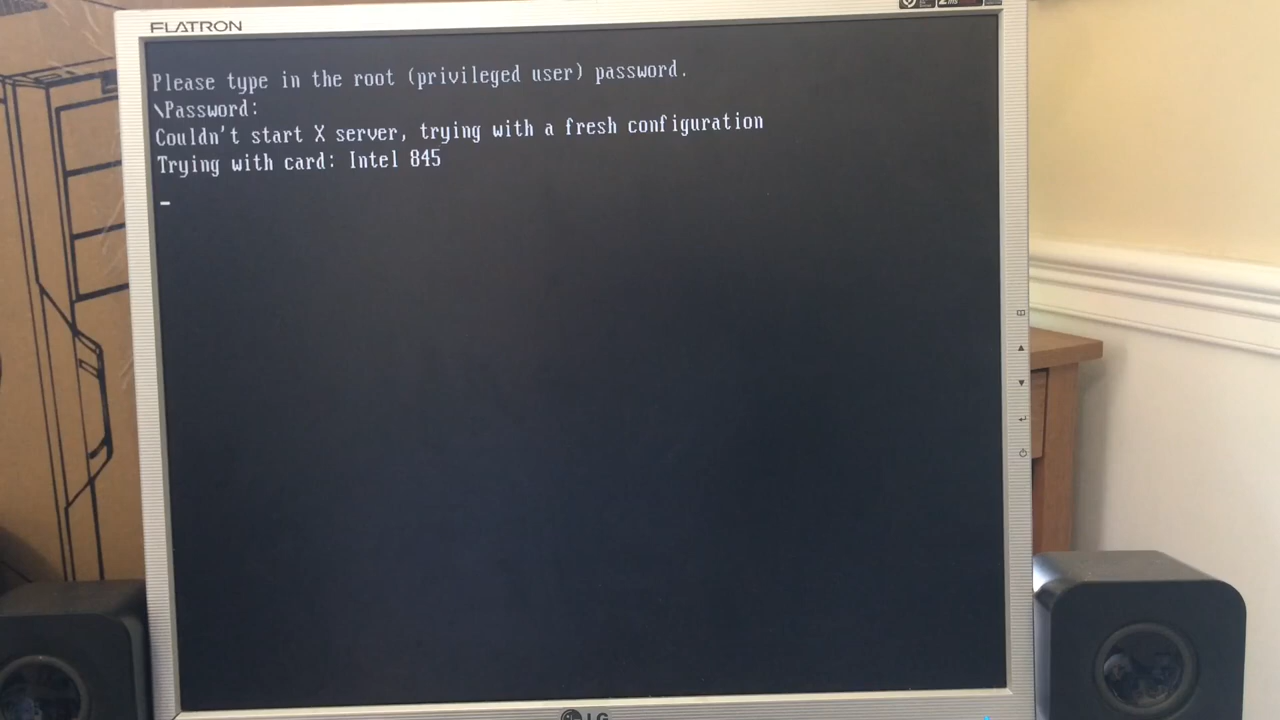 FLATRON
Please type in the root (privileged user) password.
\Password:
Couldn't start X server, trying with a fresh configuration
Trying with card: Intel 845
LG